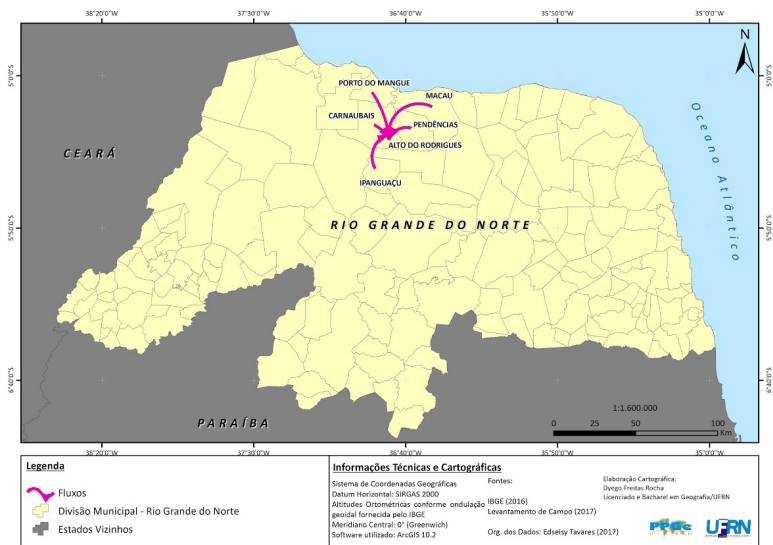 38°20'0"W
37°30'0"W
36°40'0"W
35°50'0"W
35°0'0"W
N
5°0'0"S
5°0'0"S
PORTO DO MANGUE
MACAU
CARNAUBAIS
PENDÊNCIAS
ALTO DO RODRIGUES
IPANGUAÇU
CEARÁ
Oceano Atlântico
RIO GRANDE DO NORTE
5°50'0"S
5°50'0"S
6°40'0"S
6°40'0"S
PARAÍBA
1:1.600.000
0 25 50 100
Km
38°20'0"W
37°30'0"W
36°40'0"W
35°50'0"W
35°0'0"W
Legenda
Fluxos
Divisão Municipal - Rio Grande do Norte
Estados Vizinhos
Informações Técnicas e Cartográficas
Sistema de Coordenadas Geográficas
Datum Horizontal: SIRGAS 2000
Altitudes Ortométricas conforme ondulação
geoidal fornecida pelo IBGE
Meridiano Central: 0° (Greenwich)
Software utilizado: ArcGIS 10.2
Fontes:
IBGE (2016)
Levantamento de Campo (2017)
Org. dos Dados: Edseisy Tavares (2017)
Elaboração Cartográfica:
Dyego Freitas Rocha
Licenciado e Bacharel em Geografia/UFRN
PPGe
UFRN